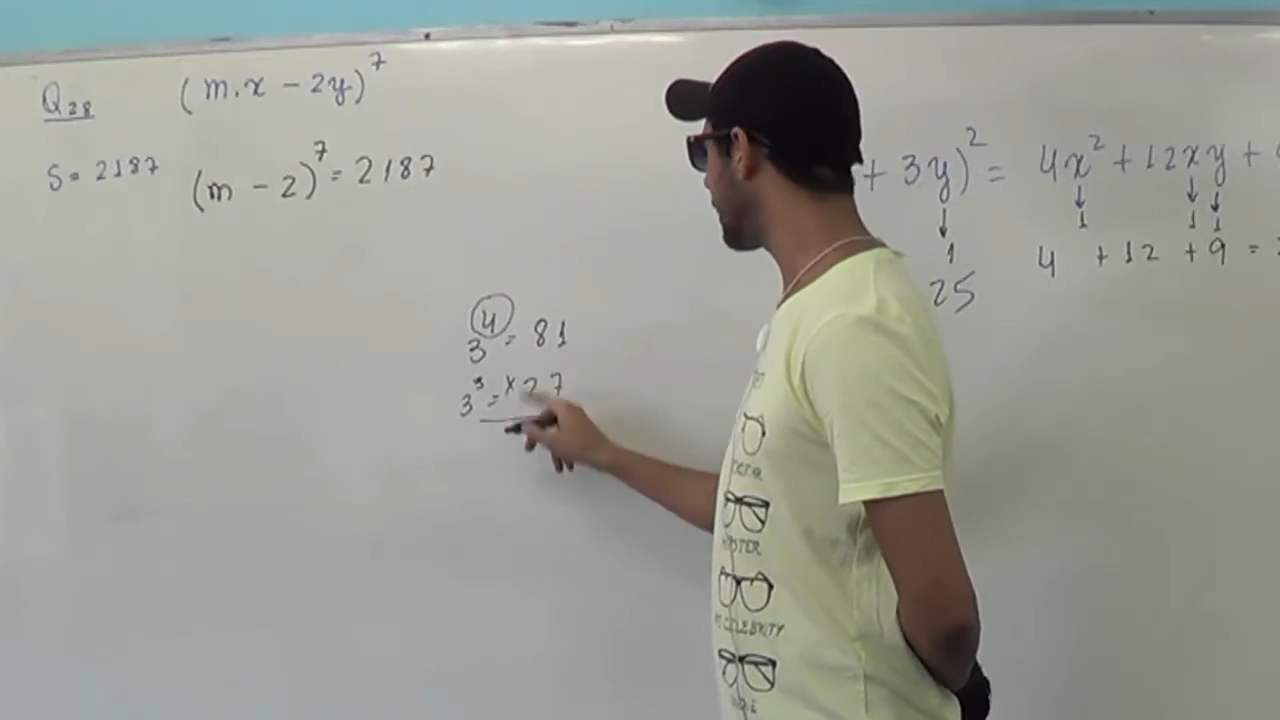 Q28 (m.x - 2y)^7
S= 2187 (m - 2)^7 = 2187
3^4 = 81
3^3 = x27
+ 3y)^2 = 4x^2 + 12xy +
↓ ↓ ↓ ↓
1 1 1 1
25
4 + 12 + 9 =
HIPSTER
CELEBRITY